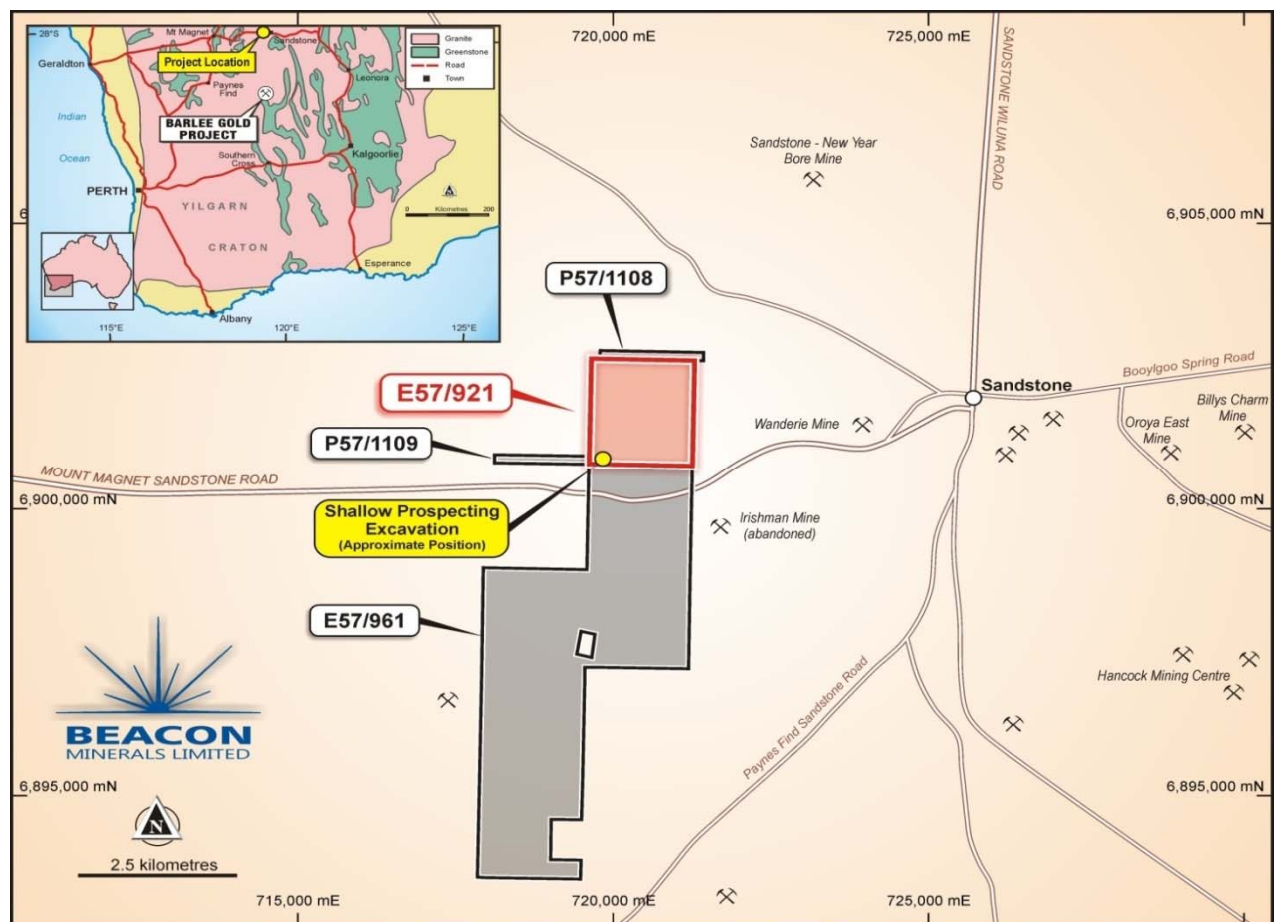 720,000 mE
725,000 mE
28°S
Mt Magnet
Sandstone
Project Location
Geraldton
Paynes
Find
Leonora
BARLEE GOLD
PROJECT
Indian
Ocean
Southern
Cross
Kalgoorlie
PERTH
YILGARN
CRATON
Esperance
Albany
115°E
120°E
125°E
Granite
Greenstone
Road
Town
N
0
Kilometres
200
SANDSTONE WILUNA ROAD
Sandstone - New Year
Bore Mine
6,905,000 mN
P57/1108
E57/921
P57/1109
Sandstone
Booylgoo Spring Road
Wanderie Mine
Oroya East
Mine
Billys Charm
Mine
MOUNT MAGNET SANDSTONE ROAD
6,900,000 mN
6,900,000 mN
Shallow Prospecting
Excavation
(Approximate Position)
Irishman Mine
(abandoned)
E57/961
Paynes Find Sandstone Road
Hancock Mining Centre
BEACON
MINERALS LIMITED
6,895,000 mN
6,895,000 mN
N
2.5 kilometres
715,000 mE
720,000 mE
725,000 mE